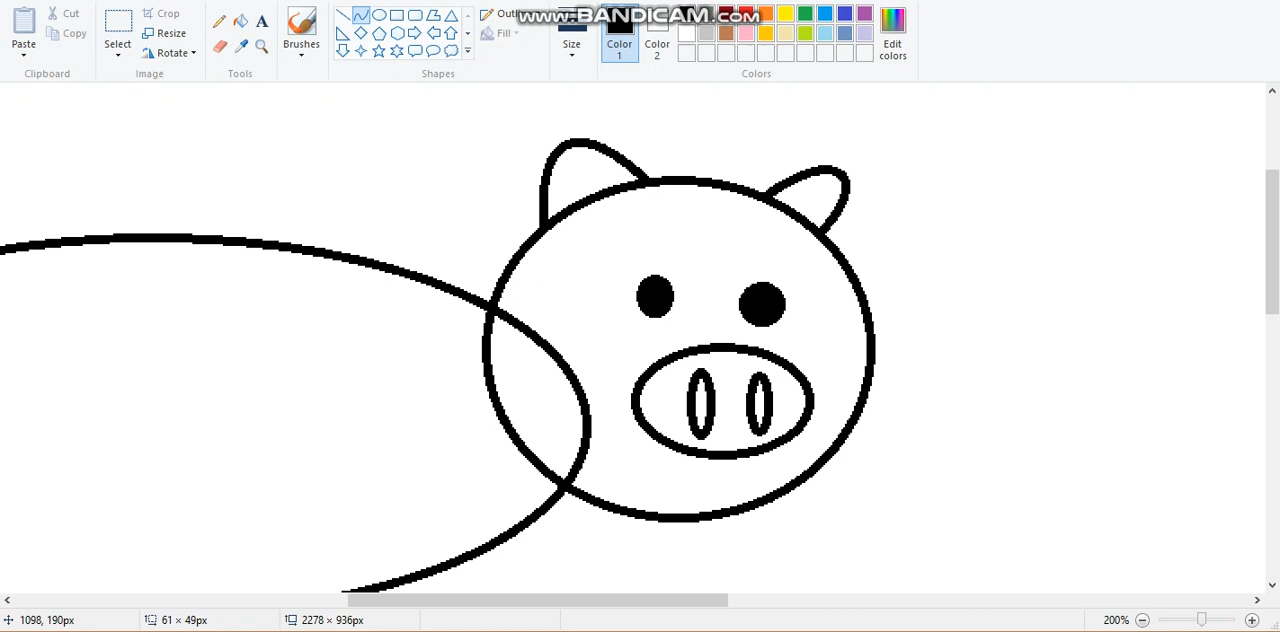 Paste
Cut
Copy
Clipboard
Select
Crop
Resize
Rotate
Image
A
Tools
Brushes
Shapes
Fill
www.BANDICAM.com
Size
Color
1
Color
2
Edit
colors
Colors
1098, 190px
61 × 49px
2278 × 936px
200%